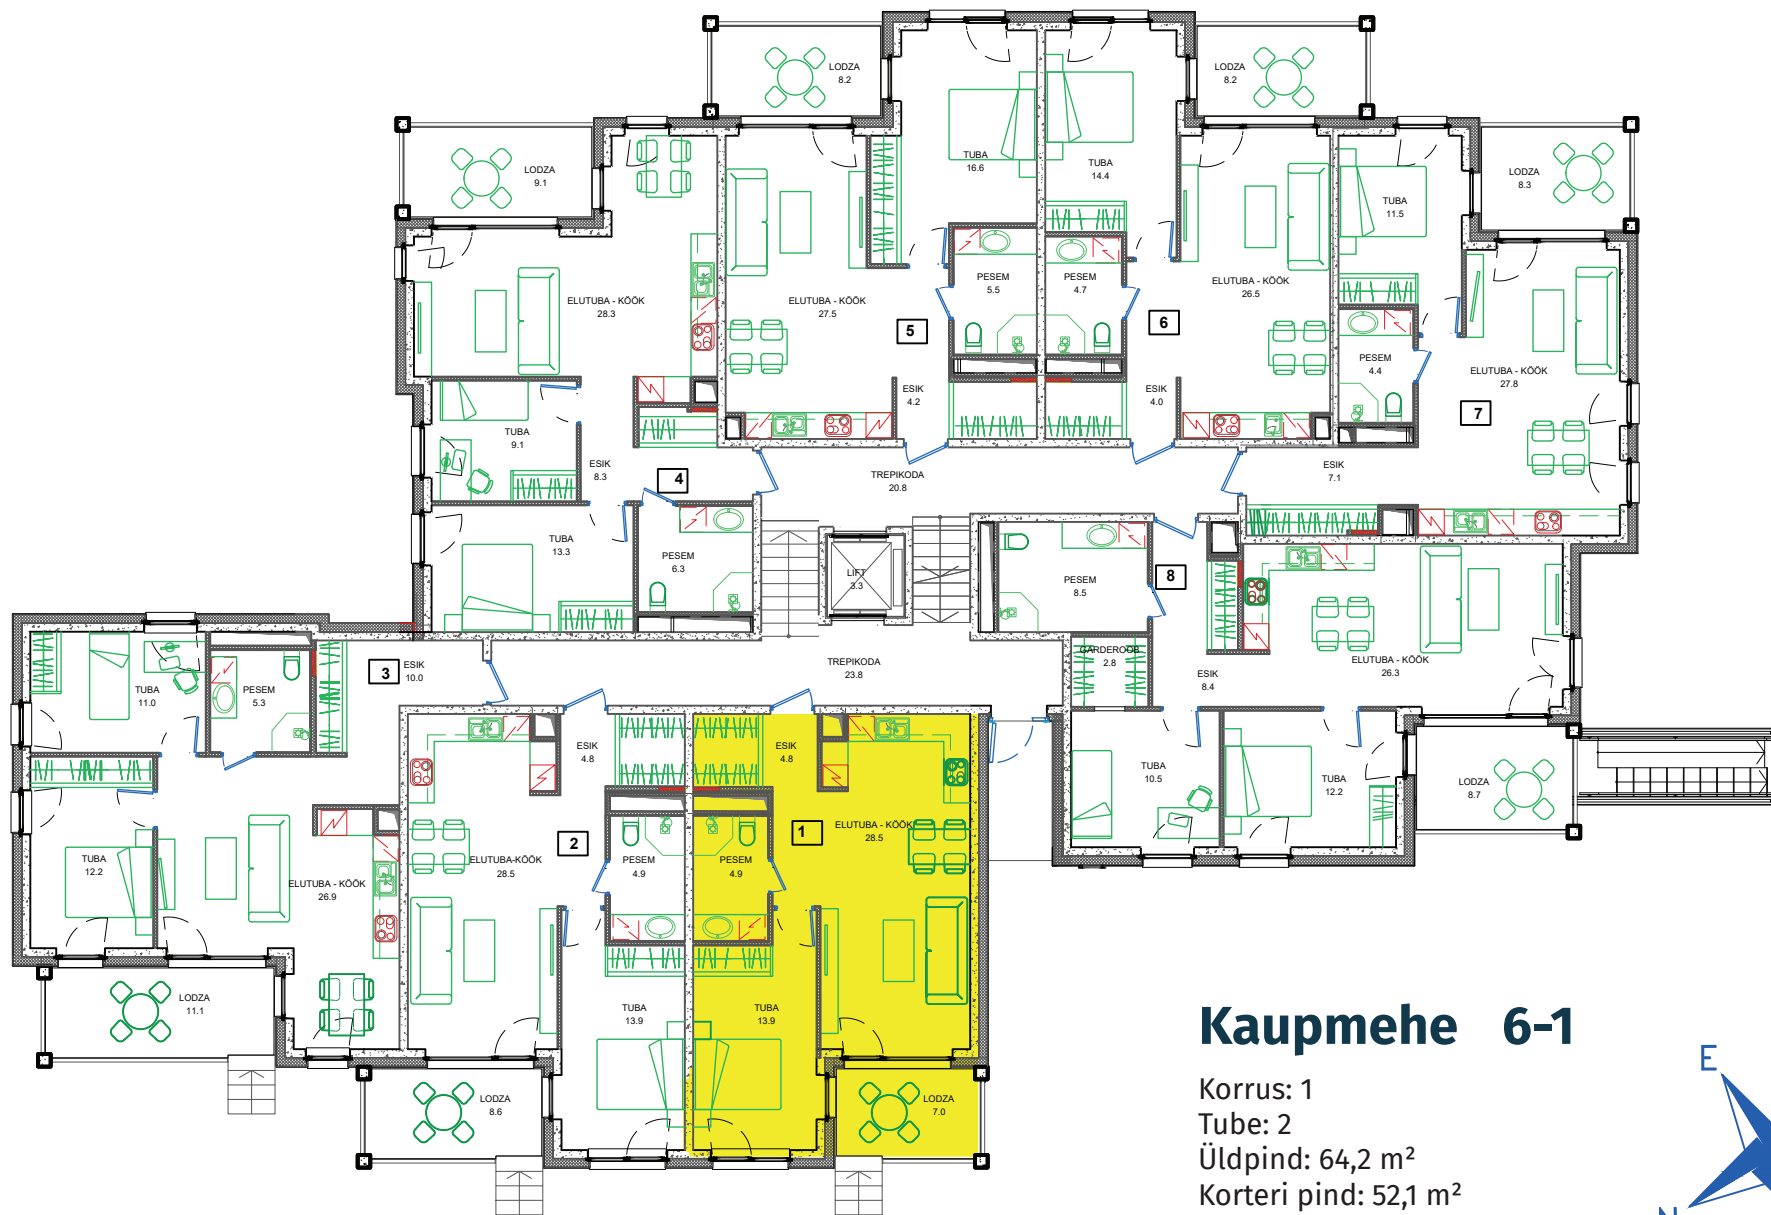 LODZA
8.2
LODZA
8.2
LODZA
9.1
TUBA
16.6
TUBA
14.4
LODZA
8.3
TUBA
11.5
PESEM
5.5
PESEM
4.7
ELUTUBA - KÖÖK
28.3
ELUTUBA - KÖÖK
27.5
5
6
ELUTUBA - KÖÖK
26.5
PESEM
4.4
ELUTUBA - KÖÖK
27.8
7
ESIK
4.2
ESIK
4.0
TUBA
9.1
ESIK
8.3
4
TREPIKODA
20.8
ESIK
7.1
TUBA
13.3
PESEM
6.3
LIFT
3.3
PESEM
8.5
8
3
ESIK
10.0
TREPIKODA
23.8
GARDEROOB
2.8
ESIK
8.4
ELUTUBA - KÖÖK
26.3
TUBA
11.0
PESEM
5.3
ESIK
4.8
ESIK
4.8
TUBA
10.5
TUBA
12.2
LODZA
8.7
TUBA
12.2
ELUTUBA - KÖÖK
26.9
ELUTUBA-KÖÖK
28.5
2
PESEM
4.9
PESEM
4.9
1
ELUTUBA - KÖÖK
28.5
LODZA
11.1
TUBA
13.9
TUBA
13.9
LODZA
8.6
LODZA
7.0
Kaupmehe 6-1
Korrus: 1
Tube: 2
Üldpind: 64,2 m²
Korteri pind: 52,1 m²
E
N